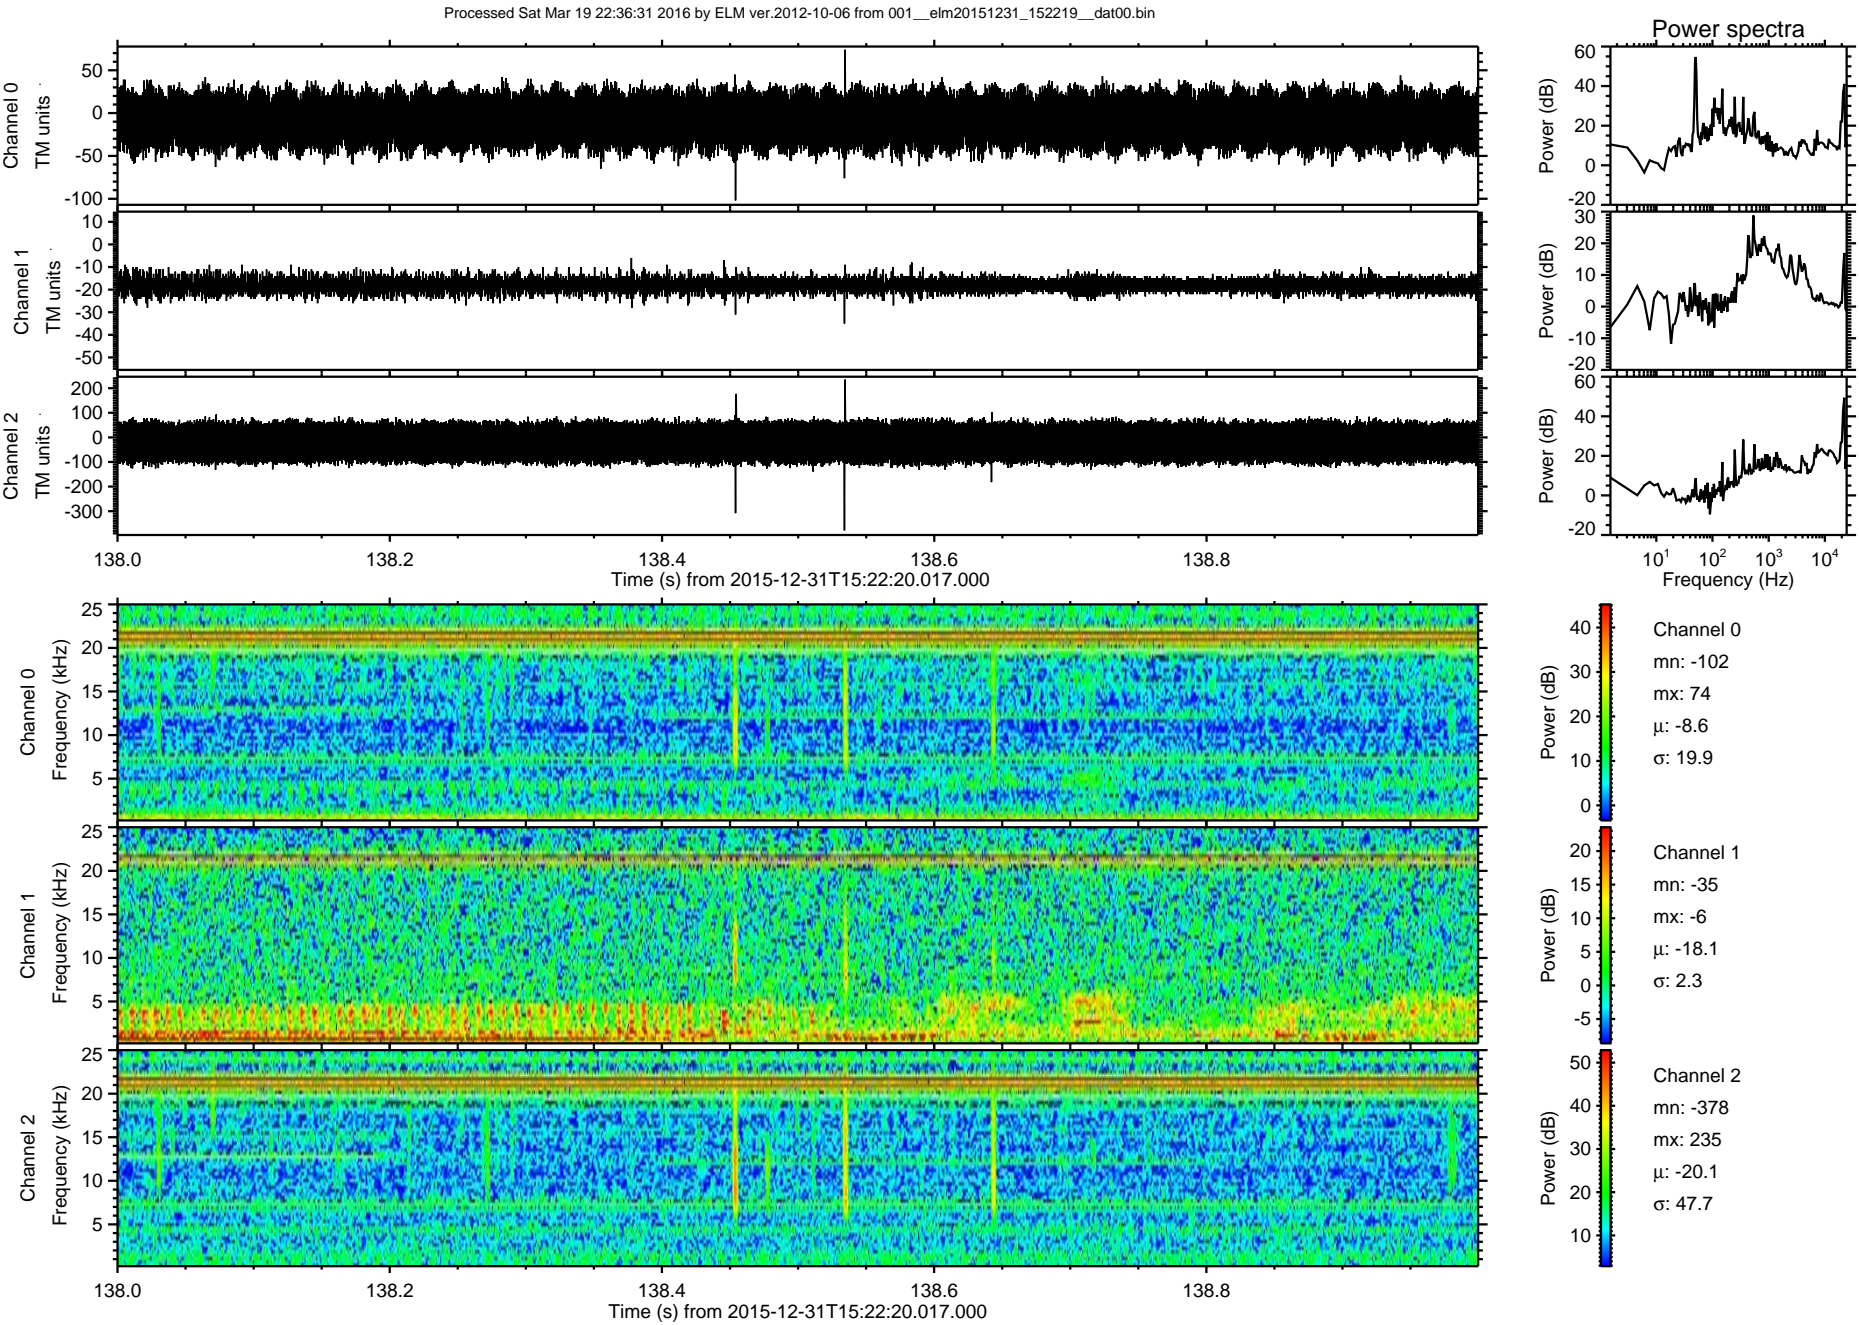 Processed Sat Mar 19 22:36:31 2016 by ELM ver.2012-10-06 from 001__elm20151231_152219__dat00.bin
Power spectra
Channel 0
TM units
50
0
-50
-100
Power (dB)
60
40
20
0
-20
Channel 1
TM units
10
0
-10
-20
-30
-40
-50
Power (dB)
30
20
10
0
-10
-20
Channel 2
TM units
200
100
0
-100
-200
-300
Power (dB)
60
40
20
0
-20
138.0 138.2 138.4 138.6 138.8
Time (s) from 2015-12-31T15:22:20.017.000
10¹ 10² 10³ 10⁴
Frequency (Hz)
Channel 0
Frequency (kHz)
25
20
15
10
5
Power (dB)
40
30
20
10
0
Channel 0
mn: -102
mx: 74
μ: -8.6
σ: 19.9
Channel 1
Frequency (kHz)
25
20
15
10
5
Power (dB)
20
15
10
5
0
-5
Channel 1
mn: -35
mx: -6
μ: -18.1
σ: 2.3
Channel 2
Frequency (kHz)
25
20
15
10
5
Power (dB)
50
40
30
20
10
Channel 2
mn: -378
mx: 235
μ: -20.1
σ: 47.7
138.0 138.2 138.4 138.6 138.8
Time (s) from 2015-12-31T15:22:20.017.000